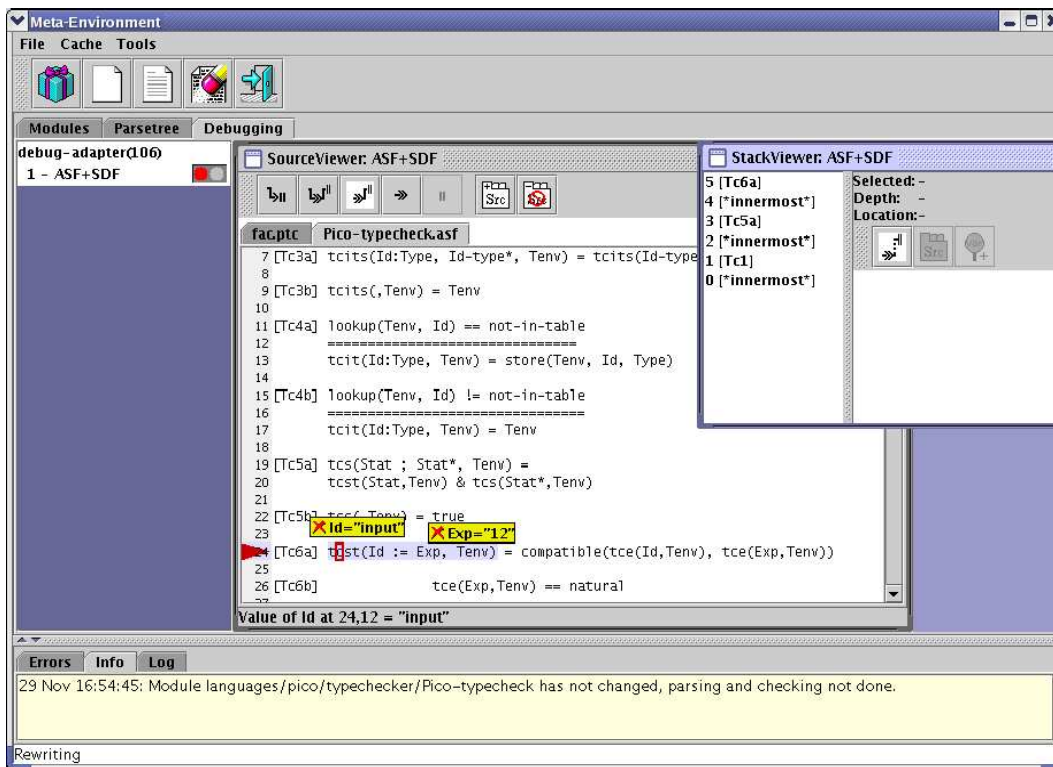 Meta-Environment
File Cache Tools
Modules Parsetree Debugging
debug-adapter(106)
1 - ASF+SDF
SourceViewer: ASF+SDF
Src Src
fac.ptc Pico-typecheck.asf
7 [Tc3a] tcits(Id:Type, Id-type*, Tenv) = tcits(Id-type
8
9 [Tc3b] tcits(,Tenv) = Tenv
10
11 [Tc4a] lookup(Tenv, Id) == not-in-table
12 ===============================
13 tcit(Id:Type, Tenv) = store(Tenv, Id, Type)
14
15 [Tc4b] lookup(Tenv, Id) != not-in-table
16 ================================
17 tcit(Id:Type, Tenv) = Tenv
18
19 [Tc5a] tcs(Stat ; Stat*, Tenv) =
20 tcst(Stat,Tenv) & tcs(Stat*,Tenv)
21
22 [Tc5b] tcs( ,Tenv) = true
23
Id="input" Exp="12"
24 [Tc6a] tcst(Id := Exp, Tenv) = compatible(tce(Id,Tenv), tce(Exp,Tenv))
25
26 [Tc6b] tce(Exp,Tenv) == natural
27
Value of Id at 24,12 = "input"
StackViewer: ASF+SDF
5 [Tc6a]
4 [*innermost*]
3 [Tc5a]
2 [*innermost*]
1 [Tc1]
0 [*innermost*]
Selected: -
Depth: -
Location:-
Src
Errors Info Log
29 Nov 16:54:45: Module languages/pico/typechecker/Pico-typecheck has not changed, parsing and checking not done.
Rewriting